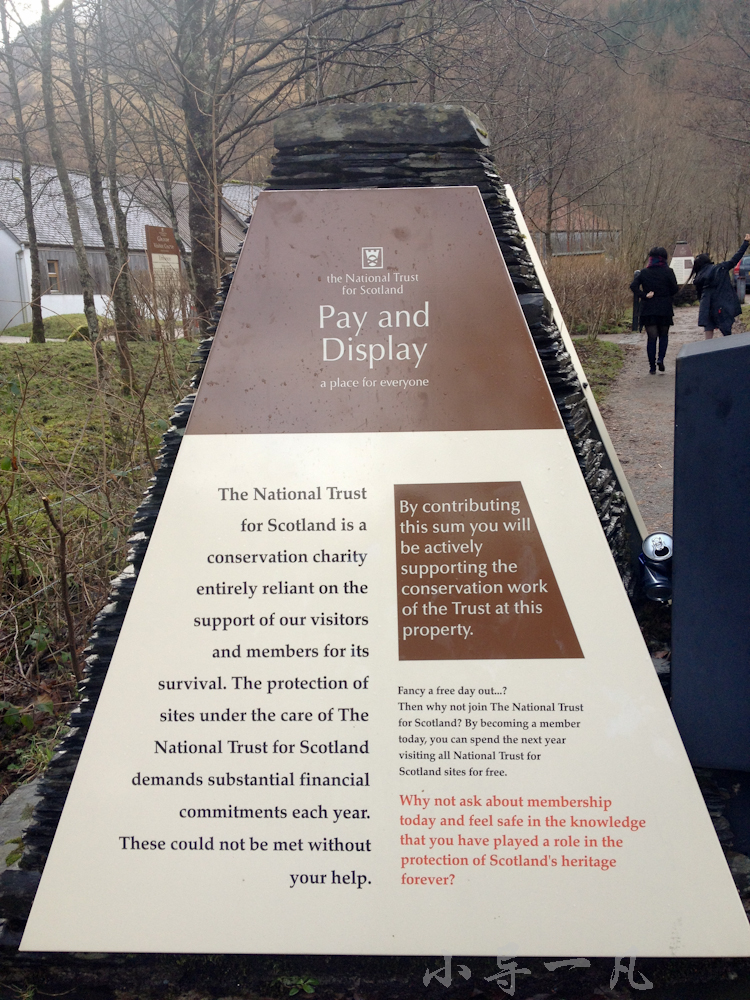 the National Trust
for Scotland
Pay and
Display
a place for everyone
The National Trust
for Scotland is a
conservation charity
entirely reliant on the
support of our visitors
and members for its
survival. The protection of
sites under the care of The
National Trust for Scotland
demands substantial financial
commitments each year.
These could not be met without
your help.
By contributing
this sum you will
be actively
supporting the
conservation work
of the Trust at this
property.
Fancy a free day out...?
Then why not join The National Trust
for Scotland? By becoming a member
today, you can spend the next year
visiting all National Trust for
Scotland sites for free.
Why not ask about membership
today and feel safe in the knowledge
that you have played a role in the
protection of Scotland's heritage
forever?
小导一凡